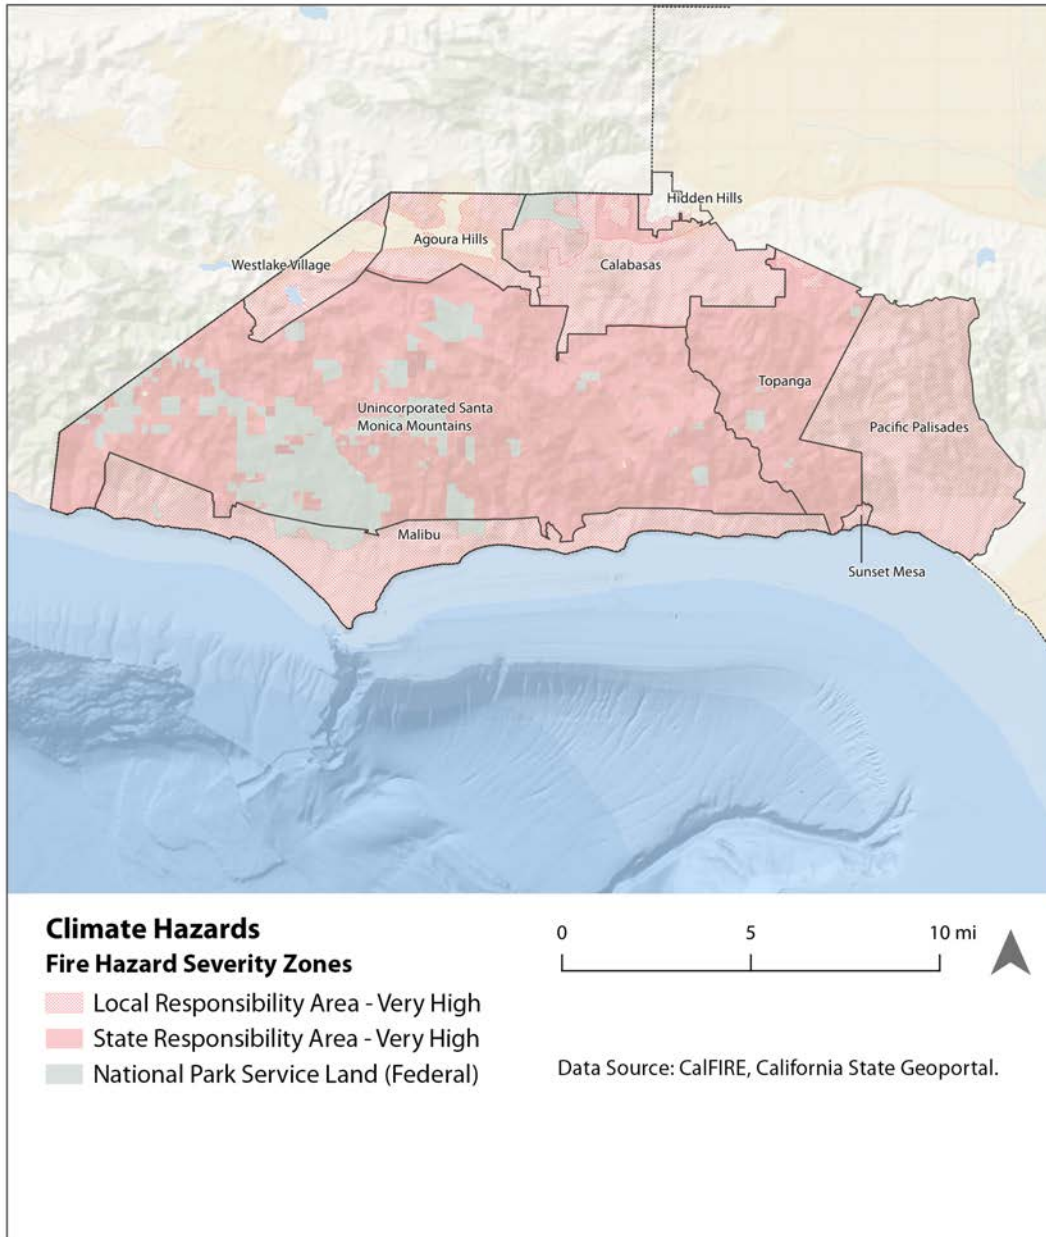 Hidden Hills
Agoura Hills
Westlake Village
Calabasas
Topanga
Unincorporated Santa
Monica Mountains
Pacific Palisades
Malibu
Sunset Mesa
Climate Hazards
Fire Hazard Severity Zones
Local Responsibility Area - Very High
State Responsibility Area - Very High
National Park Service Land (Federal)
0 5 10 mi
Data Source: CalFIRE, California State Geoportal.